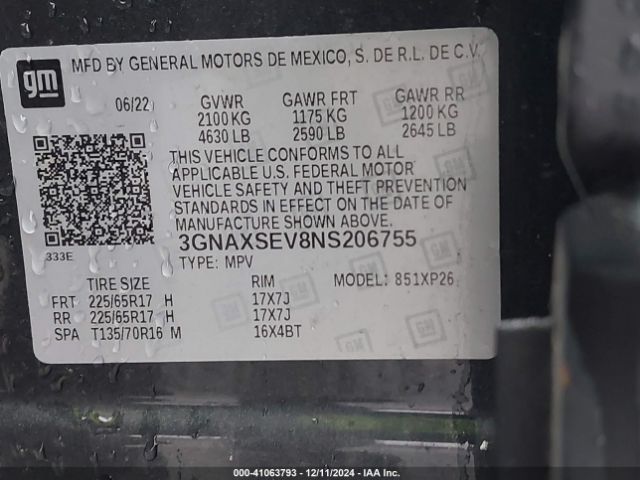 gm
MFD BY GENERAL MOTORS DE MEXICO, S. DE R.L. DE C.V.
06/22 GVWR GAWR FRT GAWR RR
2100 KG 1175 KG 1200 KG
4630 LB 2590 LB 2645 LB
THIS VEHICLE CONFORMS TO ALL
APPLICABLE U.S. FEDERAL MOTOR
VEHICLE SAFETY AND THEFT PREVENTION
STANDARDS IN EFFECT ON THE DATE OF
MANUFACTURE SHOWN ABOVE.
333E
3GNAXSEV8NS206755
TYPE: MPV MODEL: 851XP26
TIRE SIZE RIM
FRT 225/65R17 H 17X7J
RR 225/65R17 H 17X7J
SPA T135/70R16 M 16X4BT
000-41063793 - 12/11/2024 - IAA Inc.